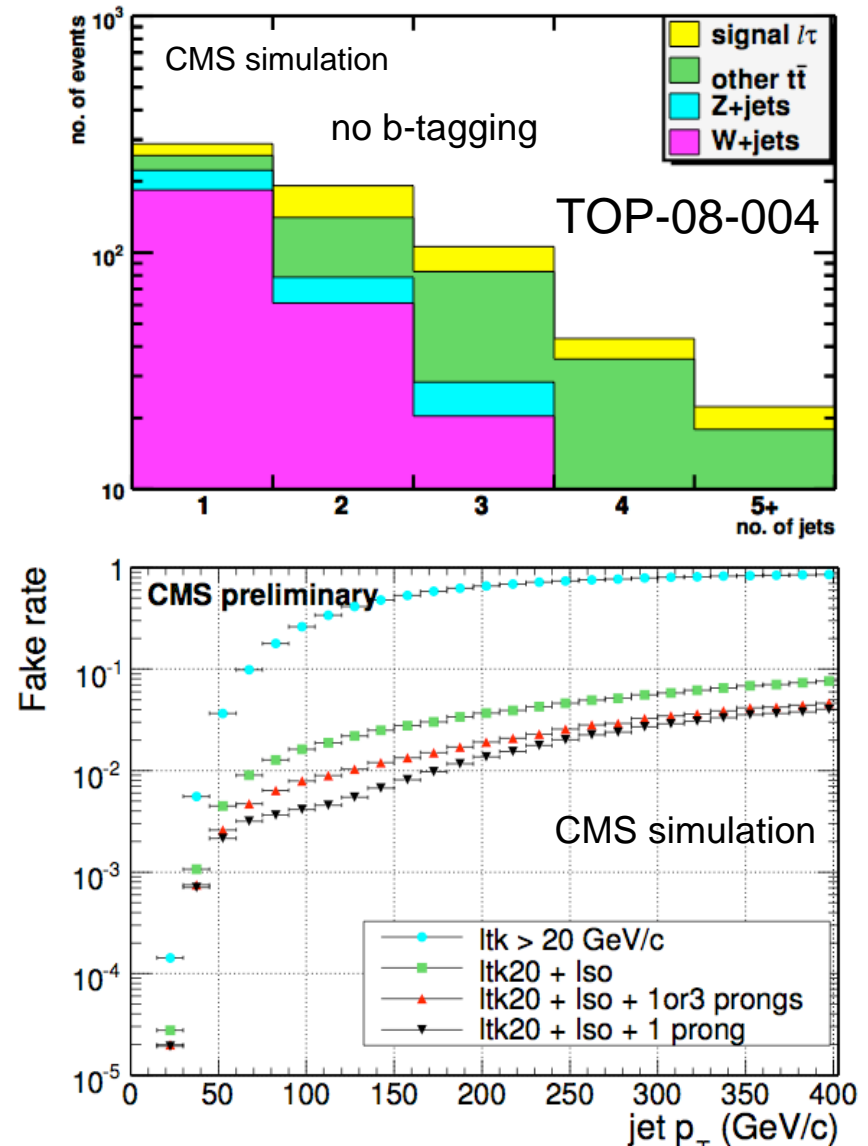 no. of events
10³
10²
10
CMS simulation
no b-tagging
TOP-08-004
signal lτ
other tt̄
Z+jets
W+jets
1 2 3 4 5+
no. of jets
Fake rate
1
10⁻¹
10⁻²
10⁻³
10⁻⁴
10⁻⁵
CMS preliminary
CMS simulation
ltk > 20 GeV/c
ltk20 + Iso
ltk20 + Iso + 1or3 prongs
ltk20 + Iso + 1 prong
0 50 100 150 200 250 300 350 400
jet p_T (GeV/c)